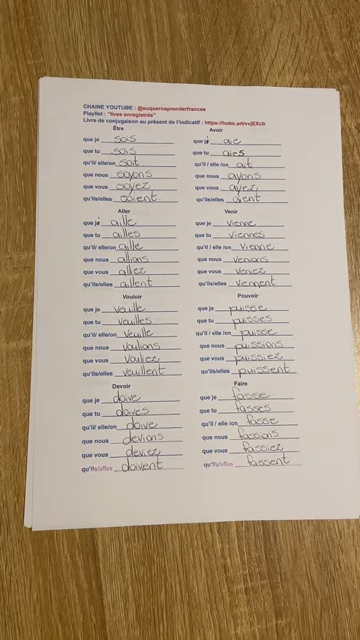 CHAINE YOUTUBE : @euqueroaprenderfrances
Playlist : "lives enregistrés"
Livre de conjugaison au présent de l'indicatif : https://hotm.art/vvjEXcb
Être
que je sois
que tu sois
qu'il/ elle/on soit
que nous soyons
que vous soyez
qu'ils/elles soient
Avoir
que j' aie
que tu aies
qu'il / elle /on ait
que nous ayons
que vous ayez
qu'ils/elles aient
Aller
que j' aille
que tu ailles
qu'il/ elle/on aille
que nous allions
que vous alliez
qu'ils/elles aillent
Venir
que je vienne
que tu viennes
qu'il / elle /on vienne
que nous venions
que vous veniez
qu'ils/elles viennent
Vouloir
que je veuille
que tu veuilles
qu'il/ elle/on veuille
que nous voulions
que vous vouliez
qu'ils/elles veuillent
Pouvoir
que je puisse
que tu puisses
qu'il / elle /on puisse
que nous puissions
que vous puissiez
qu'ils/elles puissent
Devoir
que je doive
que tu doives
qu'il/ elle/on doive
que nous devions
que vous deviez
qu'ils/elles doivent
Faire
que je fasse
que tu fasses
qu'il / elle /on fasse
que nous fassions
que vous fassiez
qu'ils/elles fassent